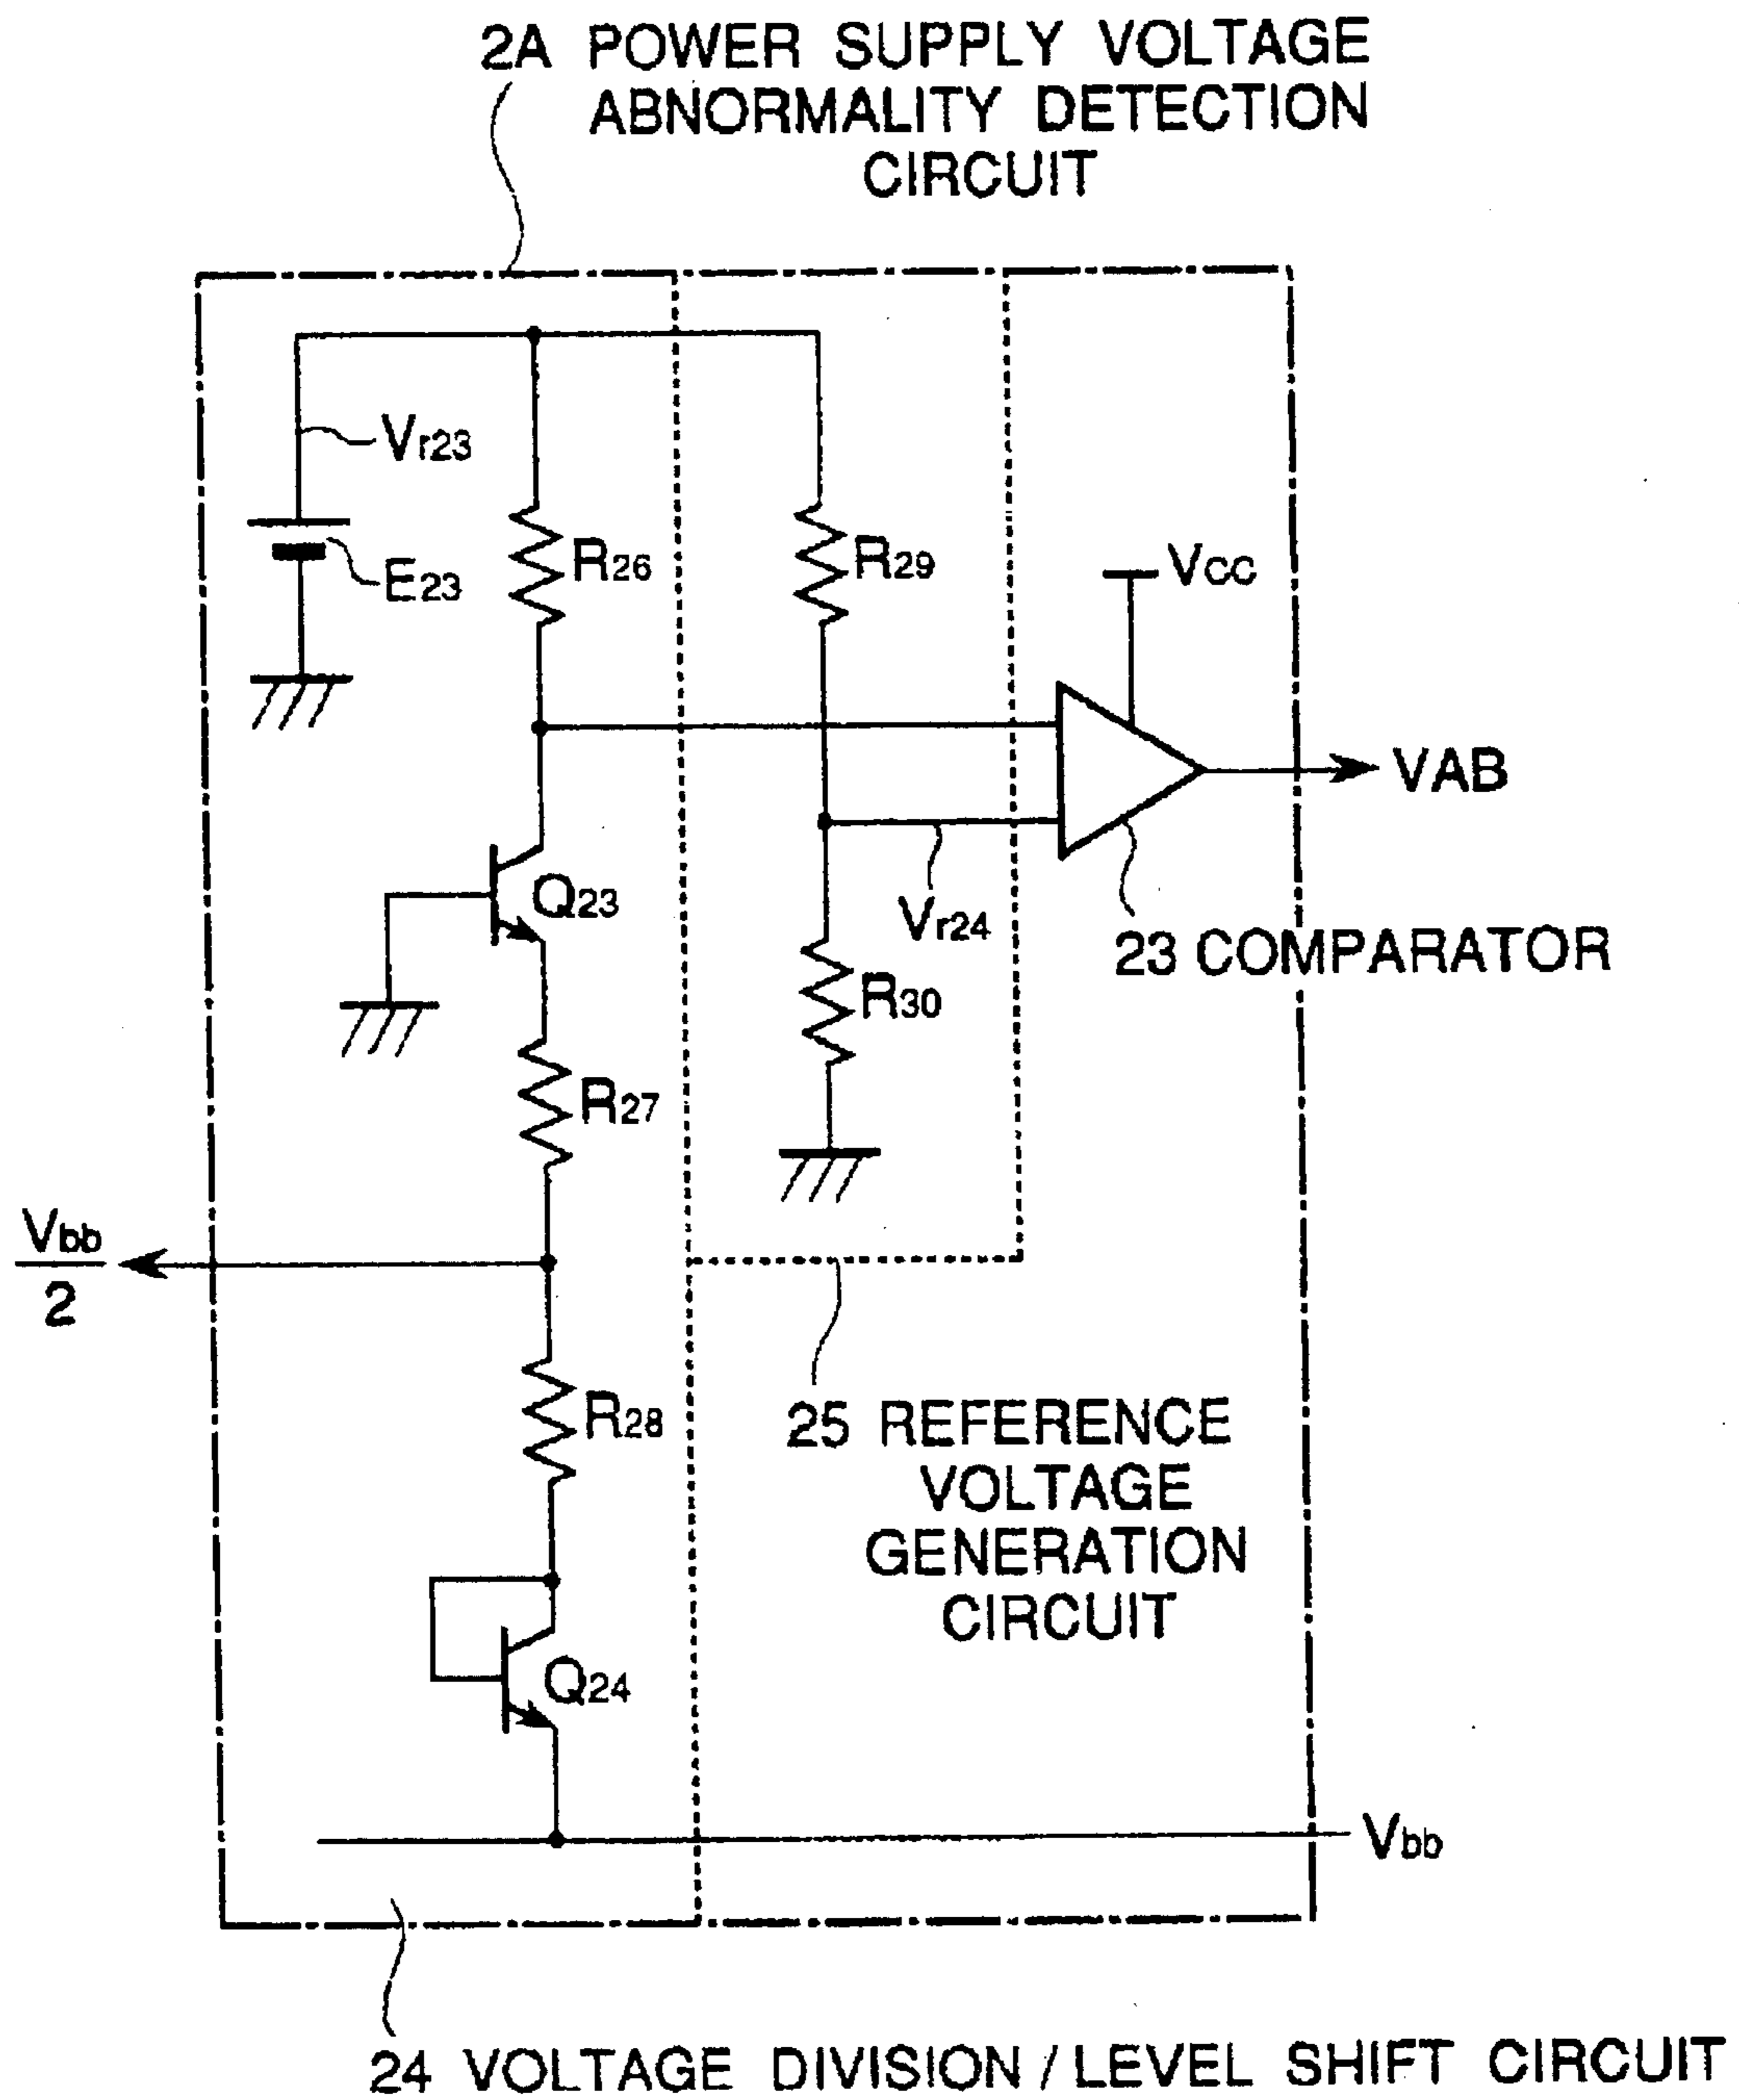 2A POWER SUPPLY VOLTAGE
ABNORMALITY DETECTION
CIRCUIT
Vr23
E23
R26
R29
Vcc
VAB
Q23
Vr24
23 COMPARATOR
R30
R27
Vbb
2
R28
25 REFERENCE
VOLTAGE
GENERATION
CIRCUIT
Q24
Vbb
24 VOLTAGE DIVISION / LEVEL SHIFT CIRCUIT